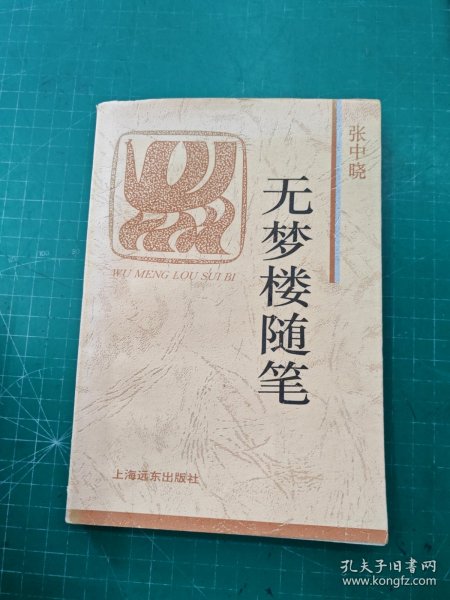 张中晓
无梦楼随笔
WU MENG LOU SUI BI
上海远东出版社
孔夫子旧书网
www.kongfz.com